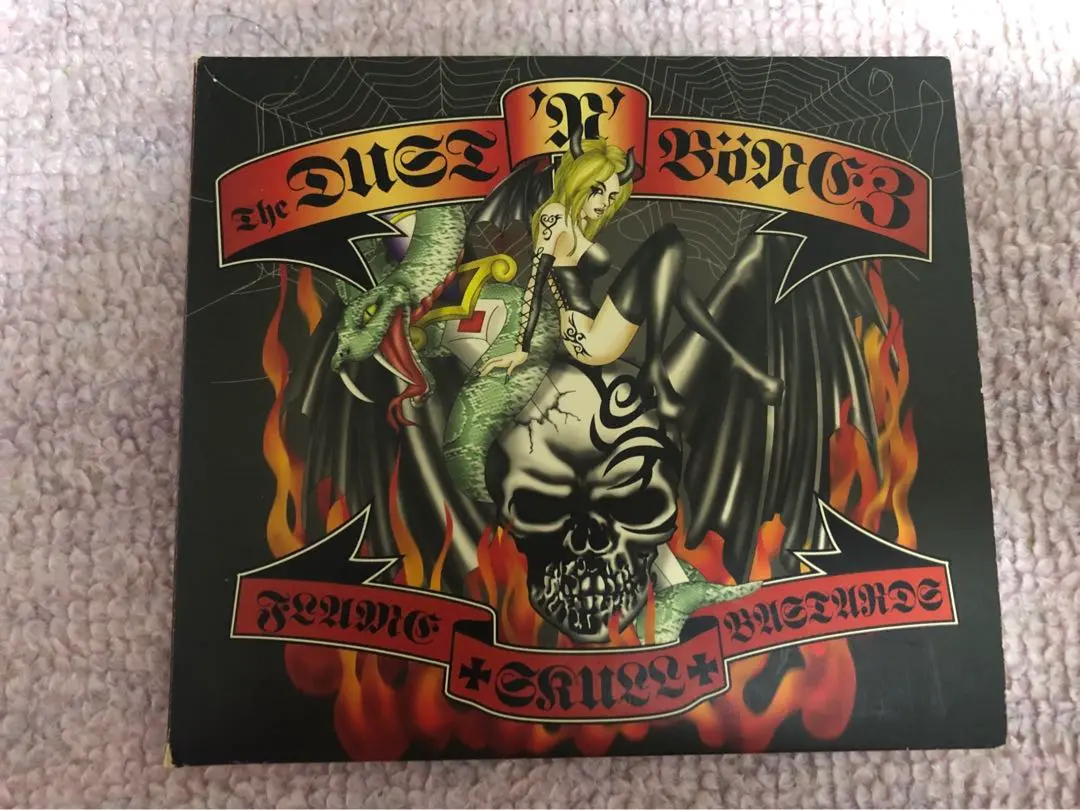 The DUST 'N' BÖNEZ
FLAME SKULL BASTARDS